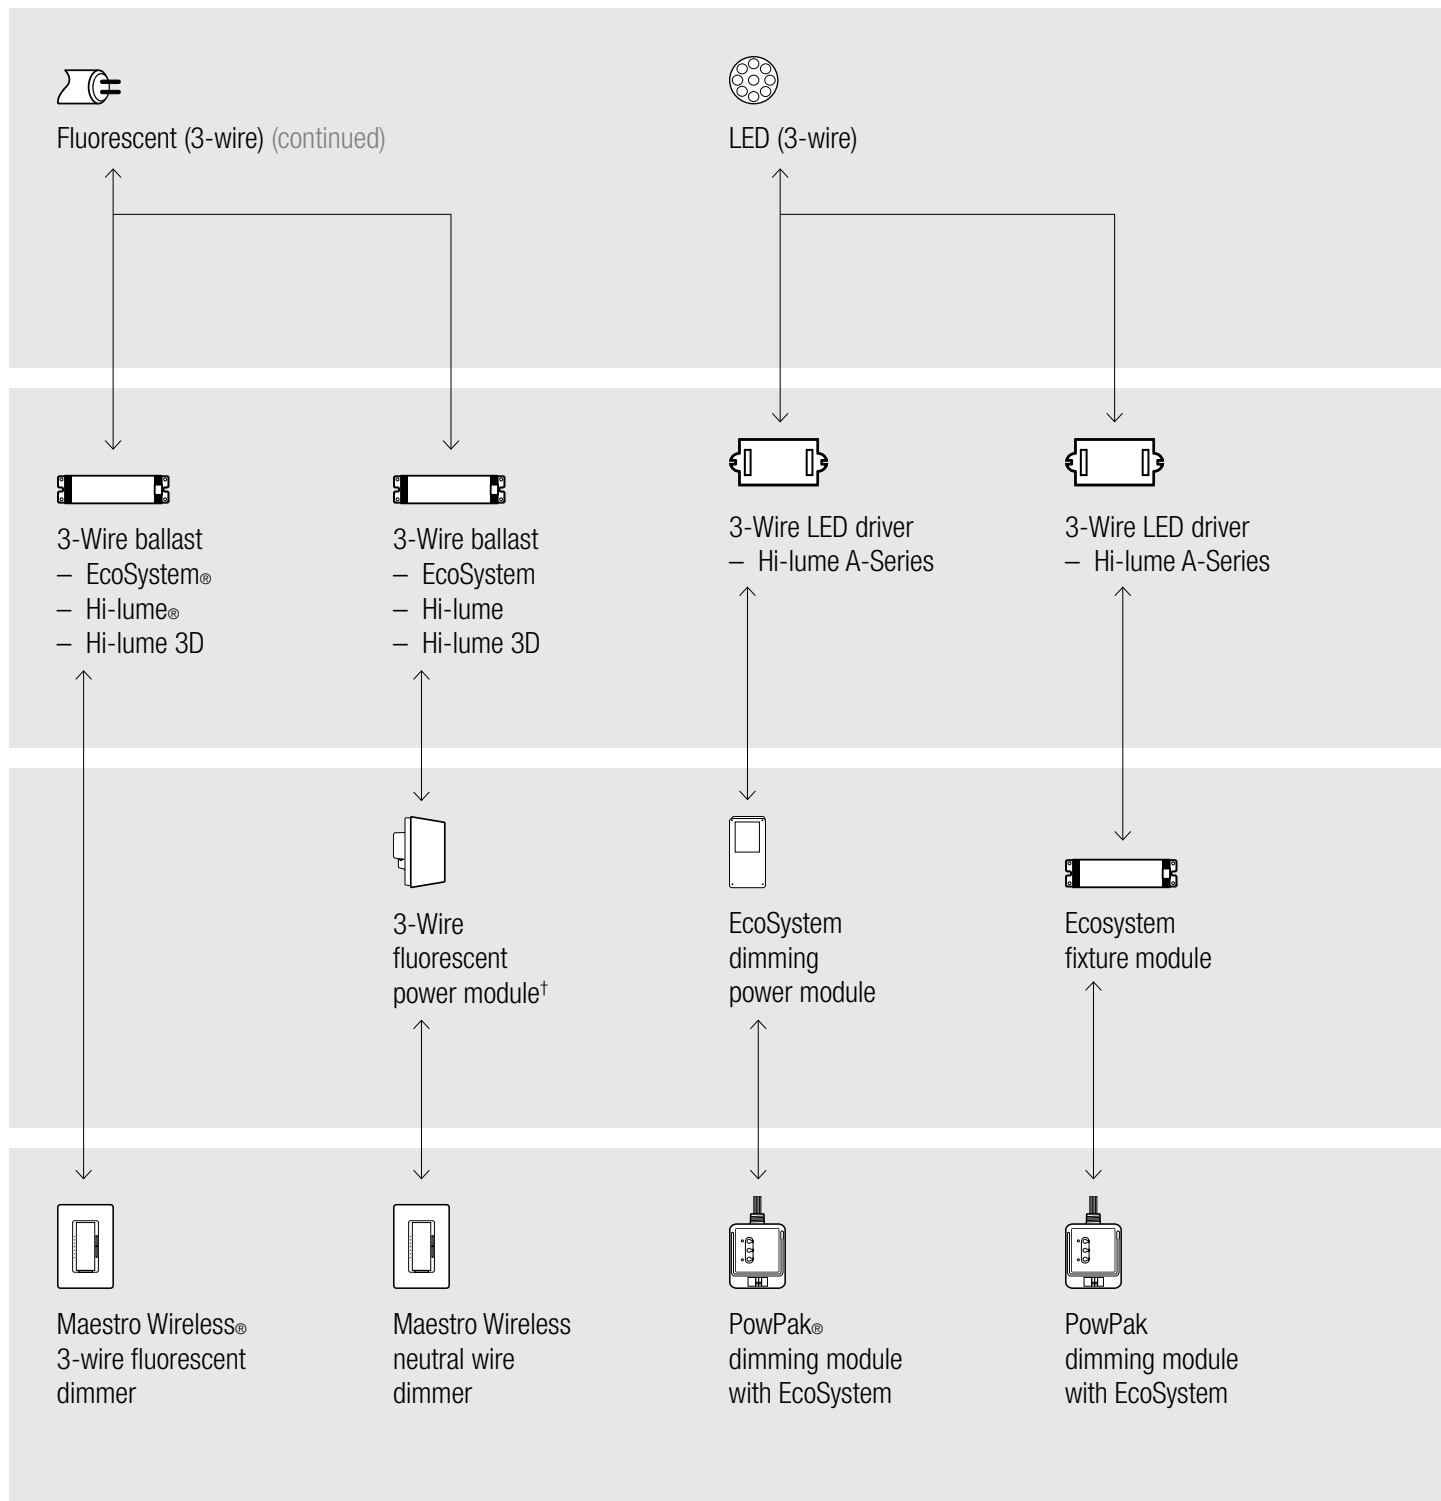 Fluorescent (3-wire) (continued)
LED (3-wire)
3-Wire ballast
– EcoSystem®
– Hi-lume®
– Hi-lume 3D
3-Wire ballast
– EcoSystem
– Hi-lume
– Hi-lume 3D
3-Wire LED driver
– Hi-lume A-Series
3-Wire LED driver
– Hi-lume A-Series
3-Wire
fluorescent
power module†
EcoSystem
dimming
power module
Ecosystem
fixture module
Maestro Wireless®
3-wire fluorescent
dimmer
Maestro Wireless
neutral wire
dimmer
PowPak®
dimming module
with EcoSystem
PowPak
dimming module
with EcoSystem